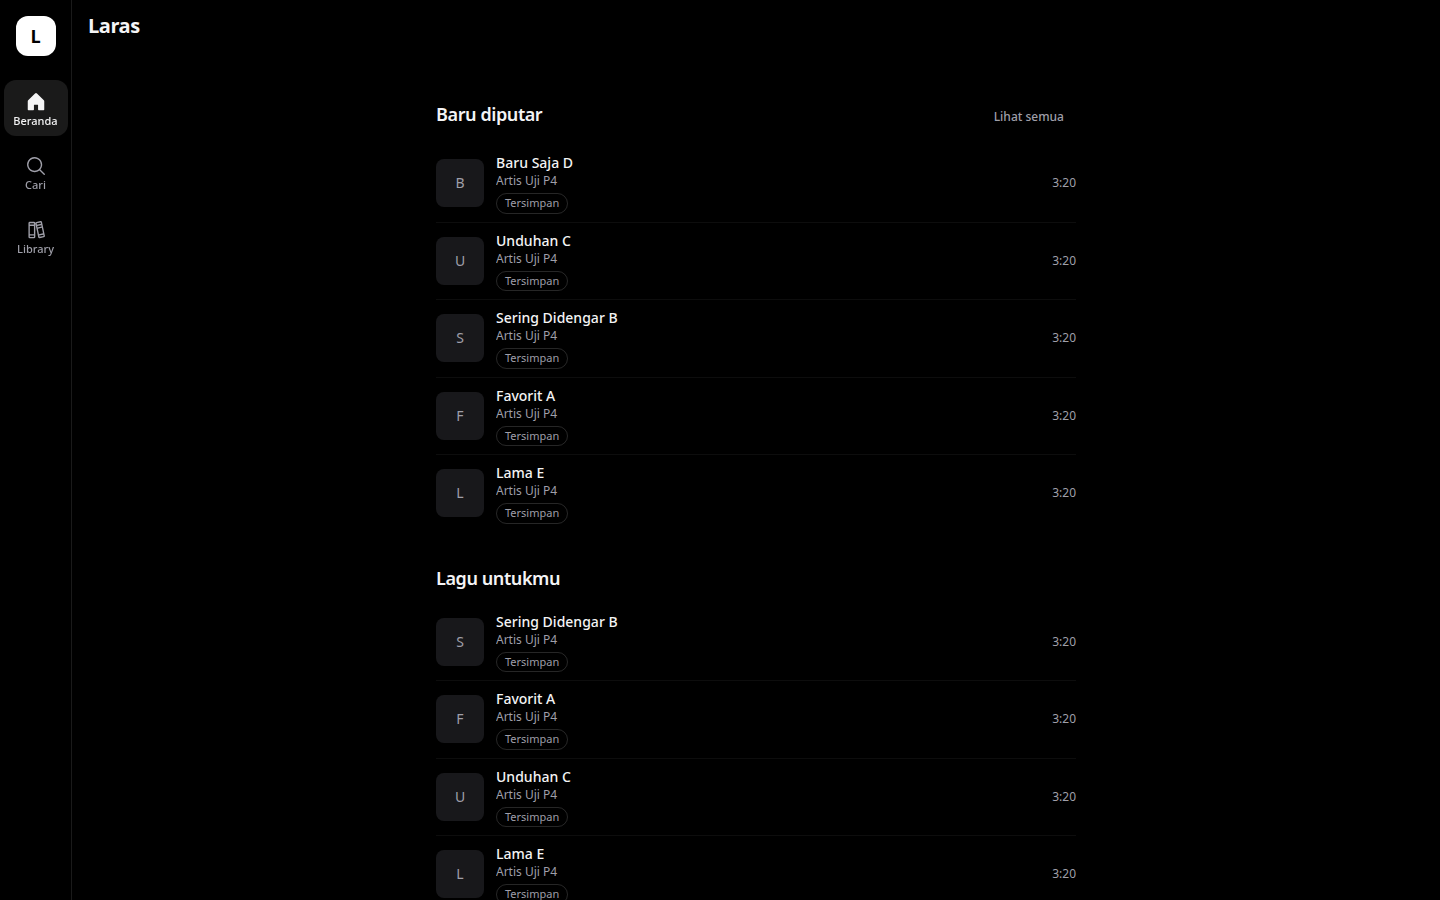 L
Laras
Beranda
Cari
Library
Baru diputar
Lihat semua
B
Baru Saja D
Artis Uji P4
Tersimpan
3:20
U
Unduhan C
Artis Uji P4
Tersimpan
3:20
S
Sering Didengar B
Artis Uji P4
Tersimpan
3:20
F
Favorit A
Artis Uji P4
Tersimpan
3:20
L
Lama E
Artis Uji P4
Tersimpan
3:20
Lagu untukmu
S
Sering Didengar B
Artis Uji P4
Tersimpan
3:20
F
Favorit A
Artis Uji P4
Tersimpan
3:20
U
Unduhan C
Artis Uji P4
Tersimpan
3:20
L
Lama E
Artis Uji P4
Tersimpan
3:20